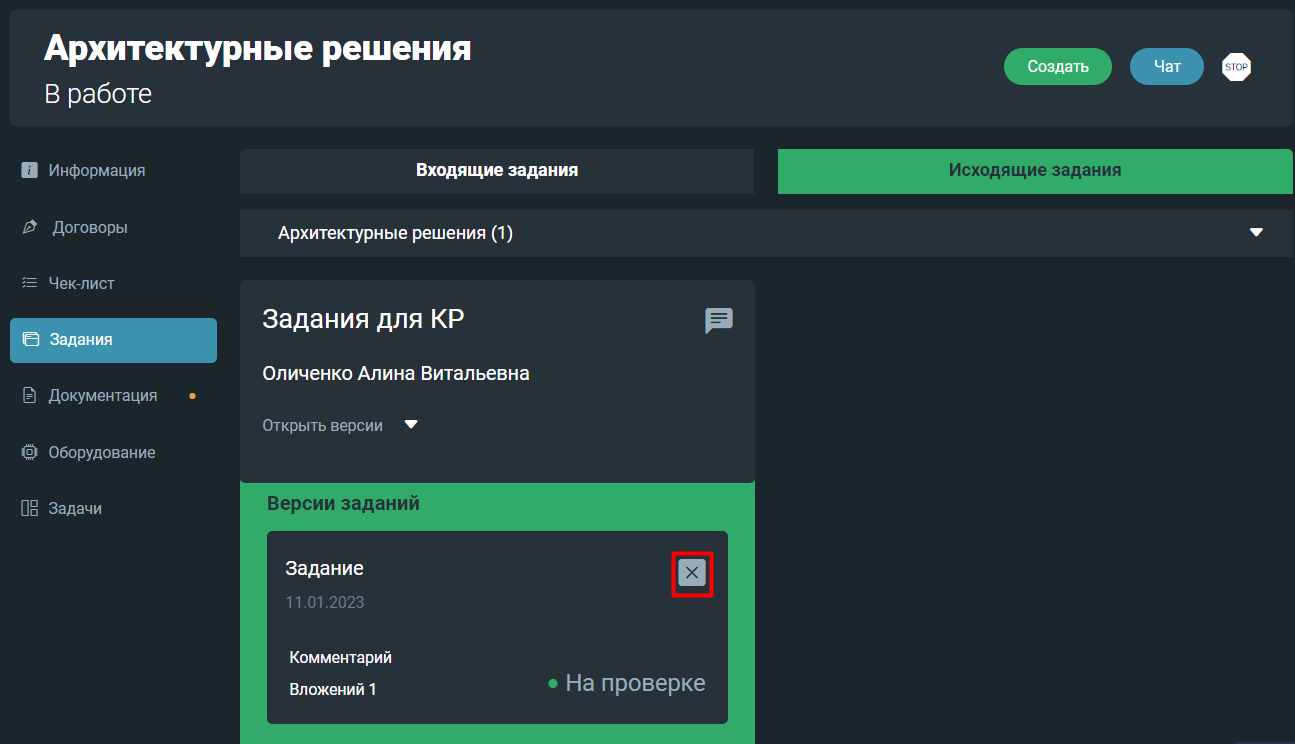 Архитектурные решения
В работе
Создать
Чат
STOP
Информация
Договоры
Чек-лист
Задания
Документация
Оборудование
Задачи
Входящие задания
Исходящие задания
Архитектурные решения (1)
Задания для КР
Оличенко Алина Витальевна
Открыть версии
Версии заданий
Задание
11.01.2023
Комментарий
Вложений 1
На проверке